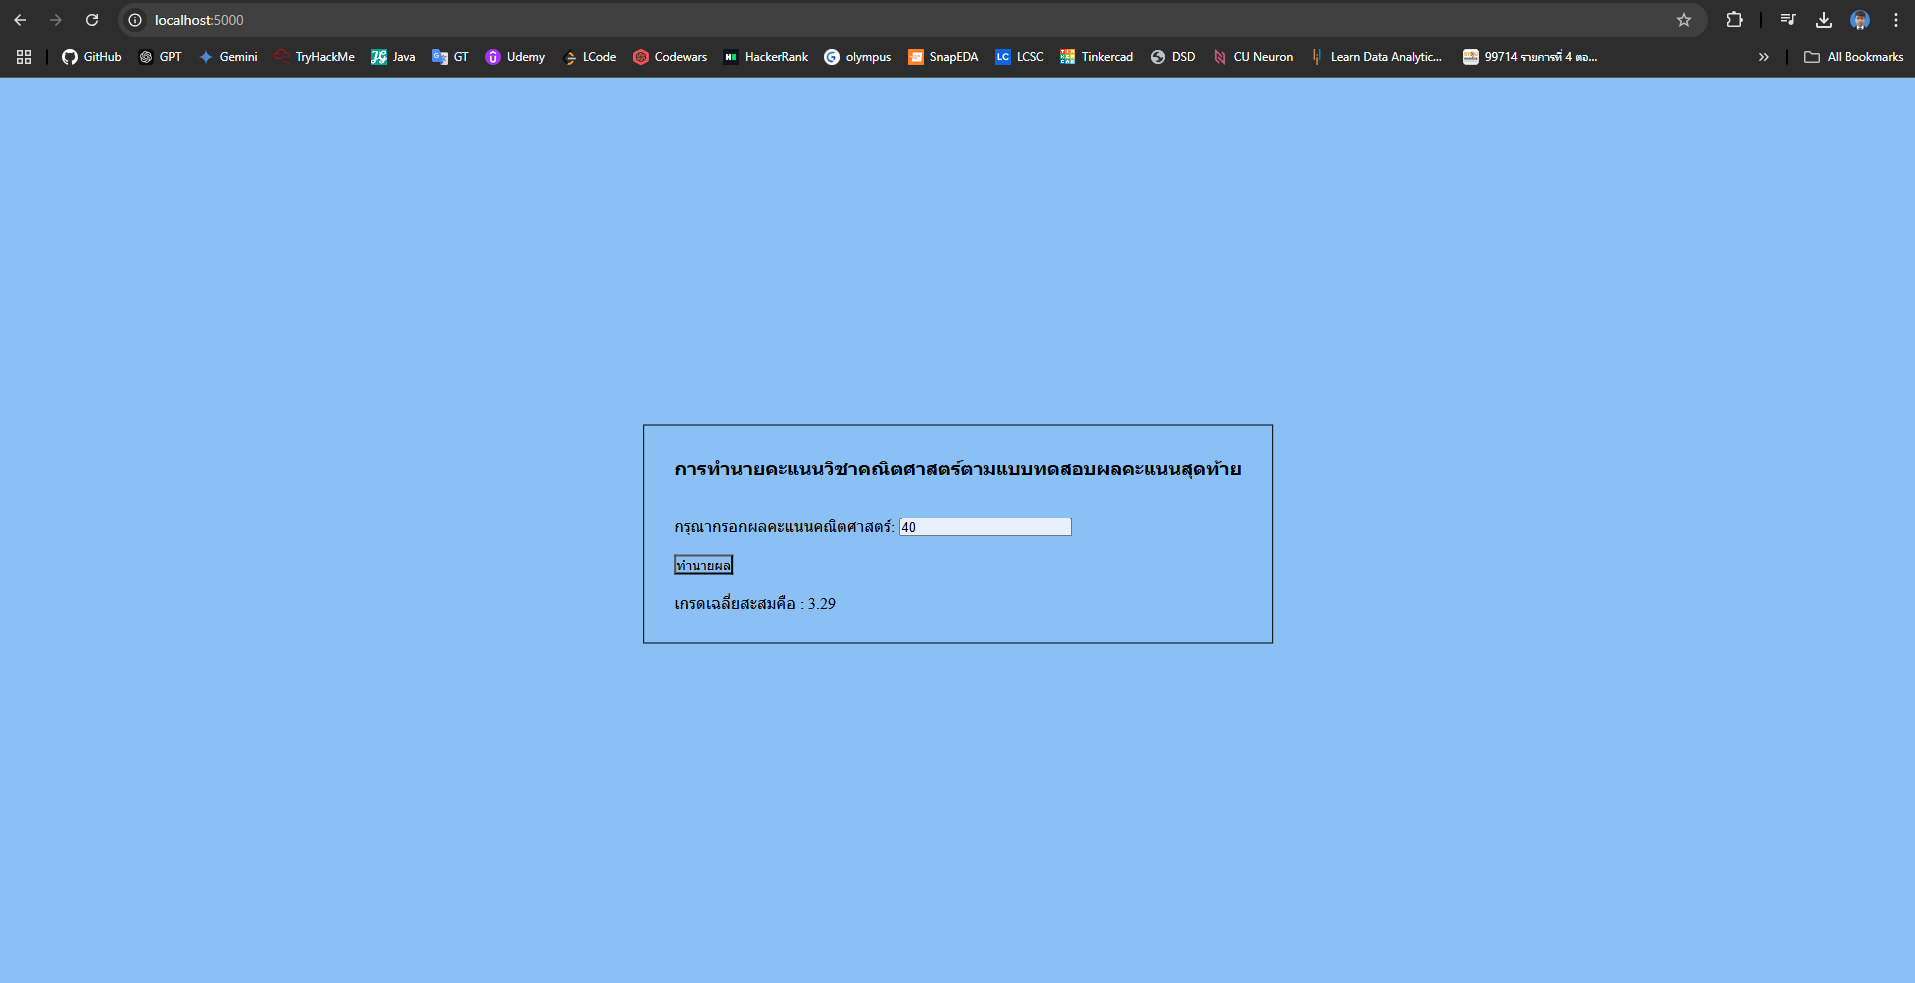 localhost:5000
GitHub GPT Gemini TryHackMe Java GT Udemy LCode Codewars HackerRank olympus SnapEDA LCSC Tinkercad DSD CU Neuron Learn Data Analytic... 99714 รายการที่ 4 ตอ... All Bookmarks
การทำนายคะแนนวิชาคณิตศาสตร์ตามแบบทดสอบผลคะแนนสุดท้าย
กรุณากรอกผลคะแนนคณิตศาสตร์: 40
ทำนายผล
เกรดเฉลี่ยสะสมคือ : 3.29